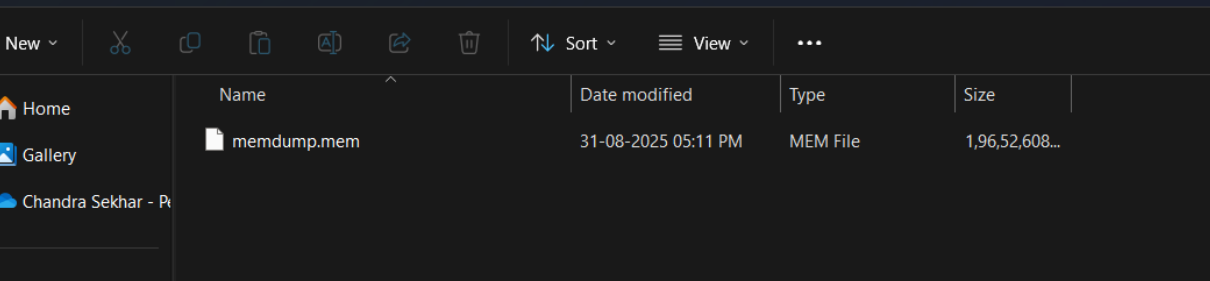 New Sort View
Name Date modified Type Size
Home
memdump.mem 31-08-2025 05:11 PM MEM File 1,96,52,608...
Gallery
Chandra Sekhar - Pe